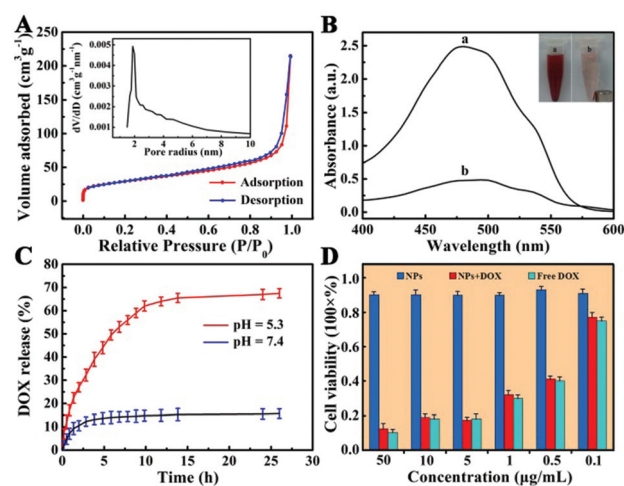 A
Volume adsorbed (cm³g⁻¹)
250
200
150
100
50
0
0.0 0.2 0.4 0.6 0.8 1.0
Relative Pressure (P/P₀)
Adsorption
Desorption
dV/dD (cm³g⁻¹ nm⁻¹)
0.005
0.004
0.003
0.002
0.001
2 4 6 8 10
Pore radius (nm)
B
Absorbance (a.u.)
2.5
2.0
1.5
1.0
0.5
0.0
400 450 500 550 600
Wavelength (nm)
a
b
a b
C
DOX release (%)
80
70
60
50
40
30
20
10
0
0 5 10 15 20 25 30
Time (h)
pH = 5.3
pH = 7.4
D
NPs NPs+DOX Free DOX
Cell viability (100×%)
1.0
0.8
0.6
0.4
0.2
0.0
50 10 5 1 0.5 0.1
Concentration (μg/mL)